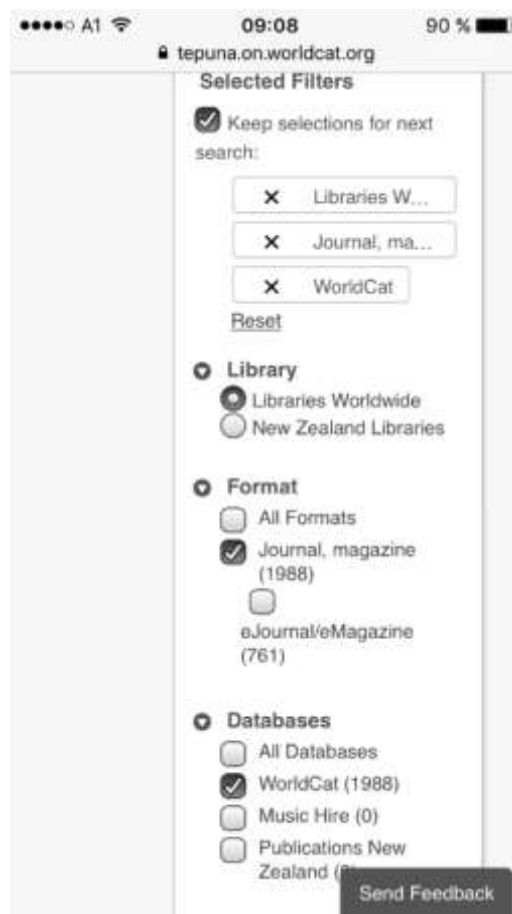 A1 09:08 90 %
tepuna.on.worldcat.org
Selected Filters
Keep selections for next
search:
× Libraries W...
× Journal, ma...
× WorldCat
Reset
Library
Libraries Worldwide
New Zealand Libraries
Format
All Formats
Journal, magazine
(1988)
eJournal/eMagazine
(761)
Databases
All Databases
WorldCat (1988)
Music Hire (0)
Publications New
Zealand
Send Feedback